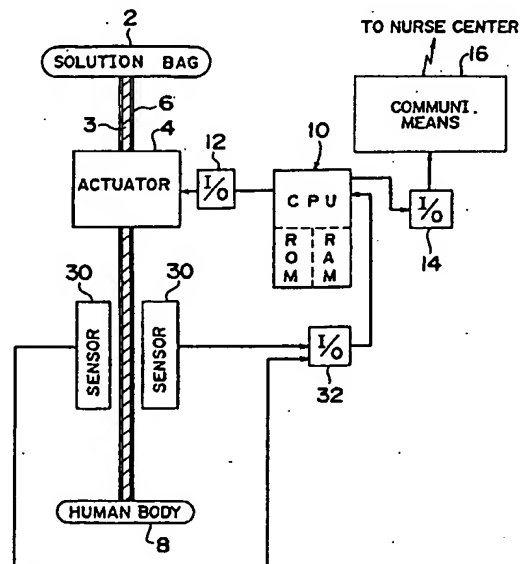 2
SOLUTION BAG
3
6
4
ACTUATOR
12
I/O
10
CPU
ROM
RAM
TO NURSE CENTER
16
COMMUNI.
MEANS
I/O
14
30
SENSOR
30
SENSOR
I/O
32
HUMAN BODY
8